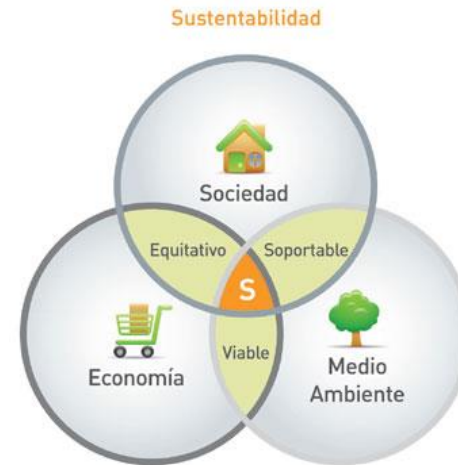 Sustentabilidad
Sociedad
Equitativo
Soportable
S
Viable
Economía
Medio
Ambiente